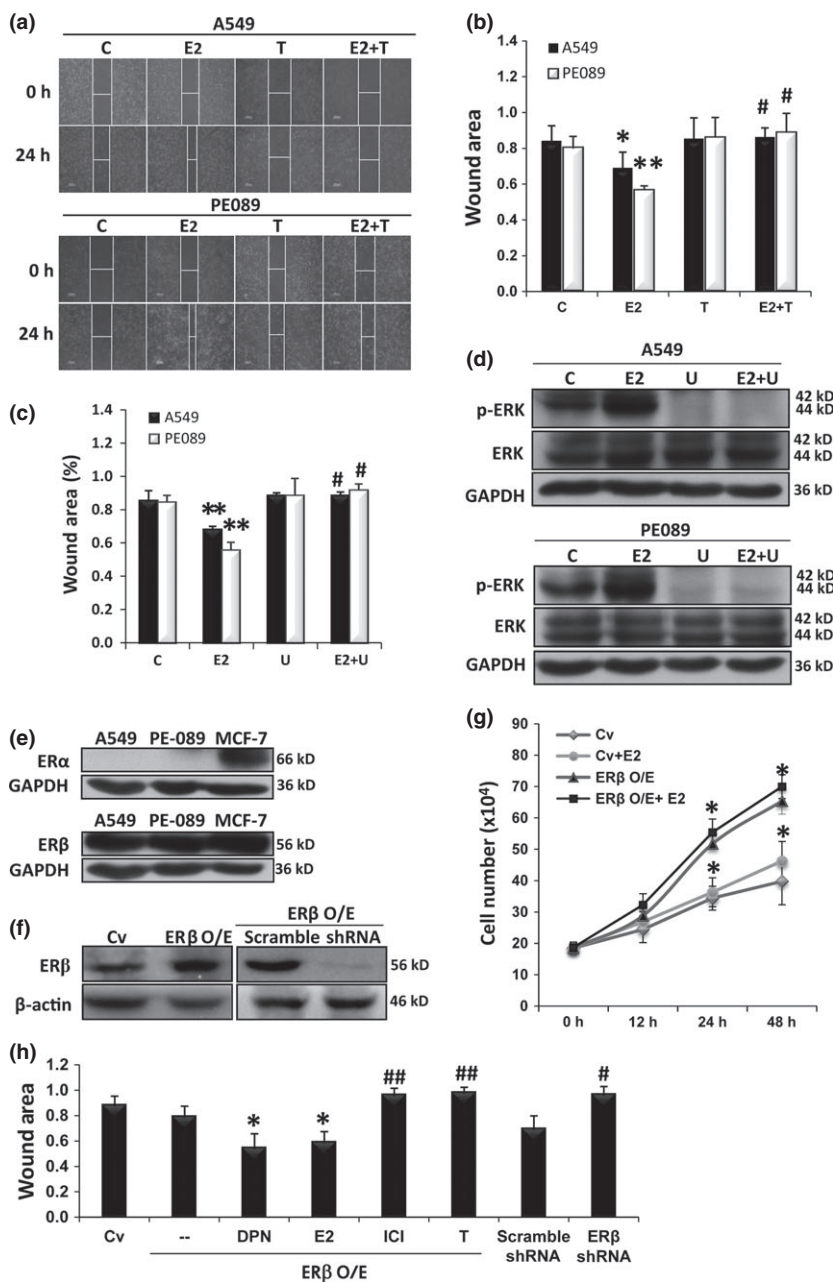 (a)
A549
C E2 T E2+T
0 h
24 h
PE089
C E2 T E2+T
0 h
24 h
(b)
A549
PE089
Wound area
1.2
1.0
0.8
0.6
0.4
0.2
0.0
* ** # #
C E2 T E2+T
(c)
A549
PE089
Wound area (%)
1.4
1.2
1.0
0.8
0.6
0.4
0.2
0.0
** ** # #
C E2 U E2+U
(d)
A549
C E2 U E2+U
p-ERK 42 kD
44 kD
ERK 42 kD
44 kD
GAPDH 36 kD
PE089
C E2 U E2+U
p-ERK 42 kD
44 kD
ERK 42 kD
44 kD
GAPDH 36 kD
(e)
A549 PE-089 MCF-7
ERα 66 kD
GAPDH 36 kD
A549 PE-089 MCF-7
ERβ 56 kD
GAPDH 36 kD
(f)
ERβ O/E
Cv ERβ O/E Scramble shRNA
ERβ 56 kD
β-actin 46 kD
(g)
Cv
Cv+E2
ERβ O/E
ERβ O/E+ E2
Cell number (x10⁴)
90
80
70
60
50
40
30
20
10
0
* * * *
0 h 12 h 24 h 48 h
(h)
Wound area
1.2
1.0
0.8
0.6
0.4
0.2
0.0
* * ## ## #
Cv -- DPN E2 ICI T Scramble shRNA ERβ shRNA
ERβ O/E